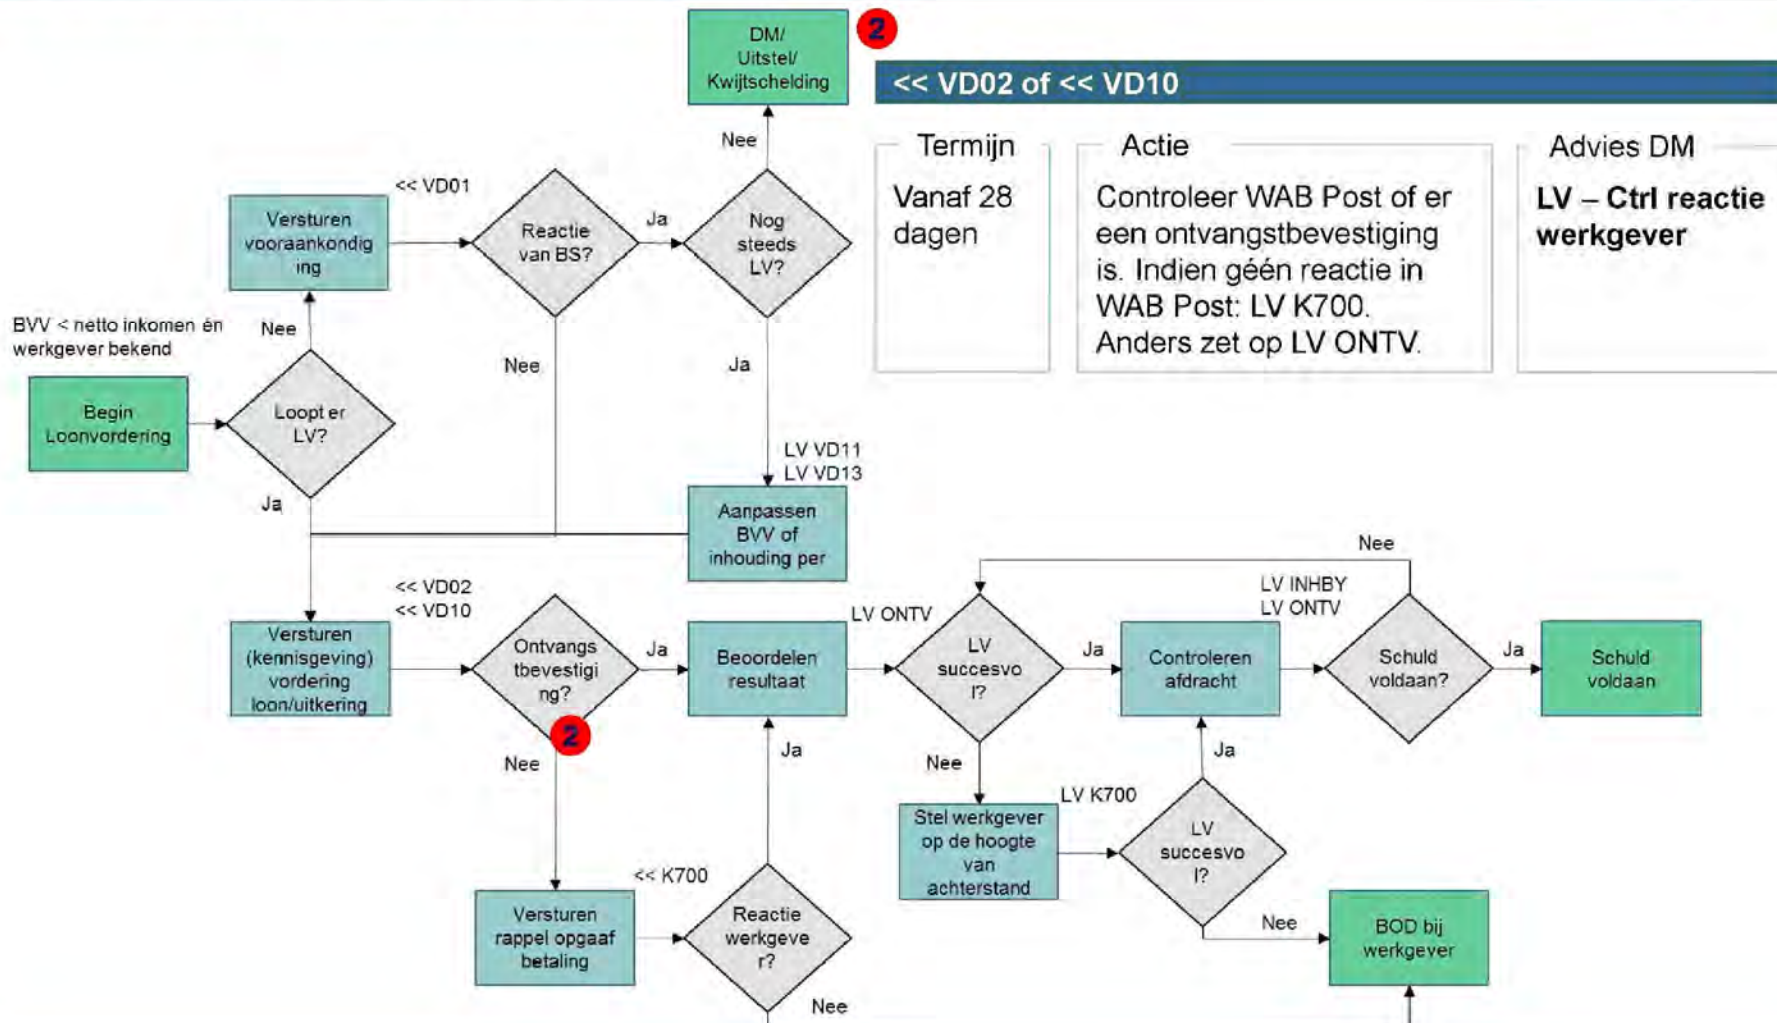 DM/
Uitstel/
Kwijtschelding
2
<< VD02 of << VD10
Termijn
Vanaf 28
dagen
Actie
Controleer WAB Post of er
een ontvangstbevestiging
is. Indien géén reactie in
WAB Post: LV K700.
Anders zet op LV ONTV.
Advies DM
LV – Ctrl reactie
werkgever
Nee
Versturen
vooraankondig
ing
<< VD01
Reactie
van BS?
Ja
Nog
steeds
LV?
BVV < netto inkomen én
werkgever bekend
Nee
Nee
Ja
Begin
Loonvordering
Loopt er
LV?
Ja
LV VD11
LV VD13
Aanpassen
BVV of
inhouding per
Nee
<< VD02
<< VD10
Versturen
(kennisgeving)
vordering
loon/uitkering
Ontvangs
tbevestigi
ng?
2
Ja
Beoordelen
resultaat
LV ONTV
LV
succesvo
l?
Ja
Controleren
afdracht
LV INHBY
LV ONTV
Schuld
voldaan?
Ja
Schuld
voldaan
Nee
Ja
Nee
Ja
Stel werkgever
op de hoogte
van
achterstand
LV K700
LV
succesvo
l?
Nee
BOD bij
werkgever
Versturen
rappel opgaaf
betaling
<< K700
Reactie
werkgeve
r?
Nee